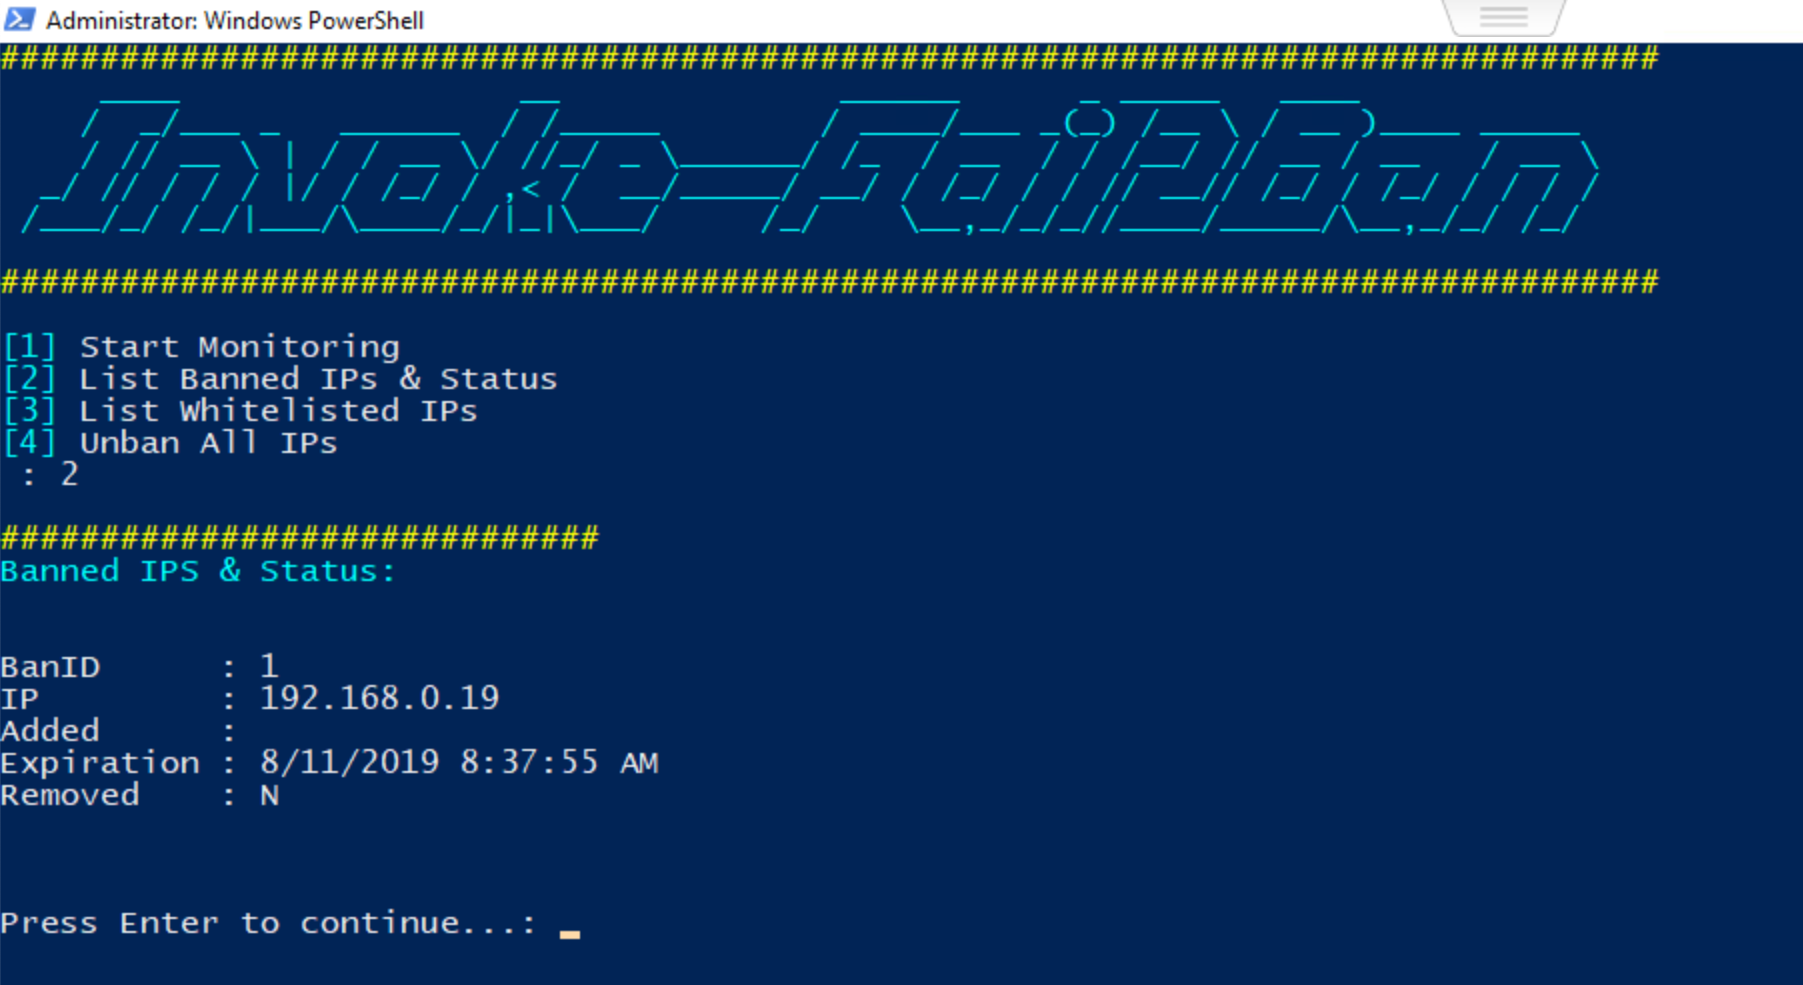 Administrator: Windows PowerShell
###################################################################################
Invoke-Fail2Ban
###################################################################################
[1] Start Monitoring
[2] List Banned IPs & Status
[3] List Whitelisted IPs
[4] Unban All IPs
: 2
##############################
Banned IPS & Status:
BanID : 1
IP : 192.168.0.19
Added :
Expiration : 8/11/2019 8:37:55 AM
Removed : N
Press Enter to continue...: